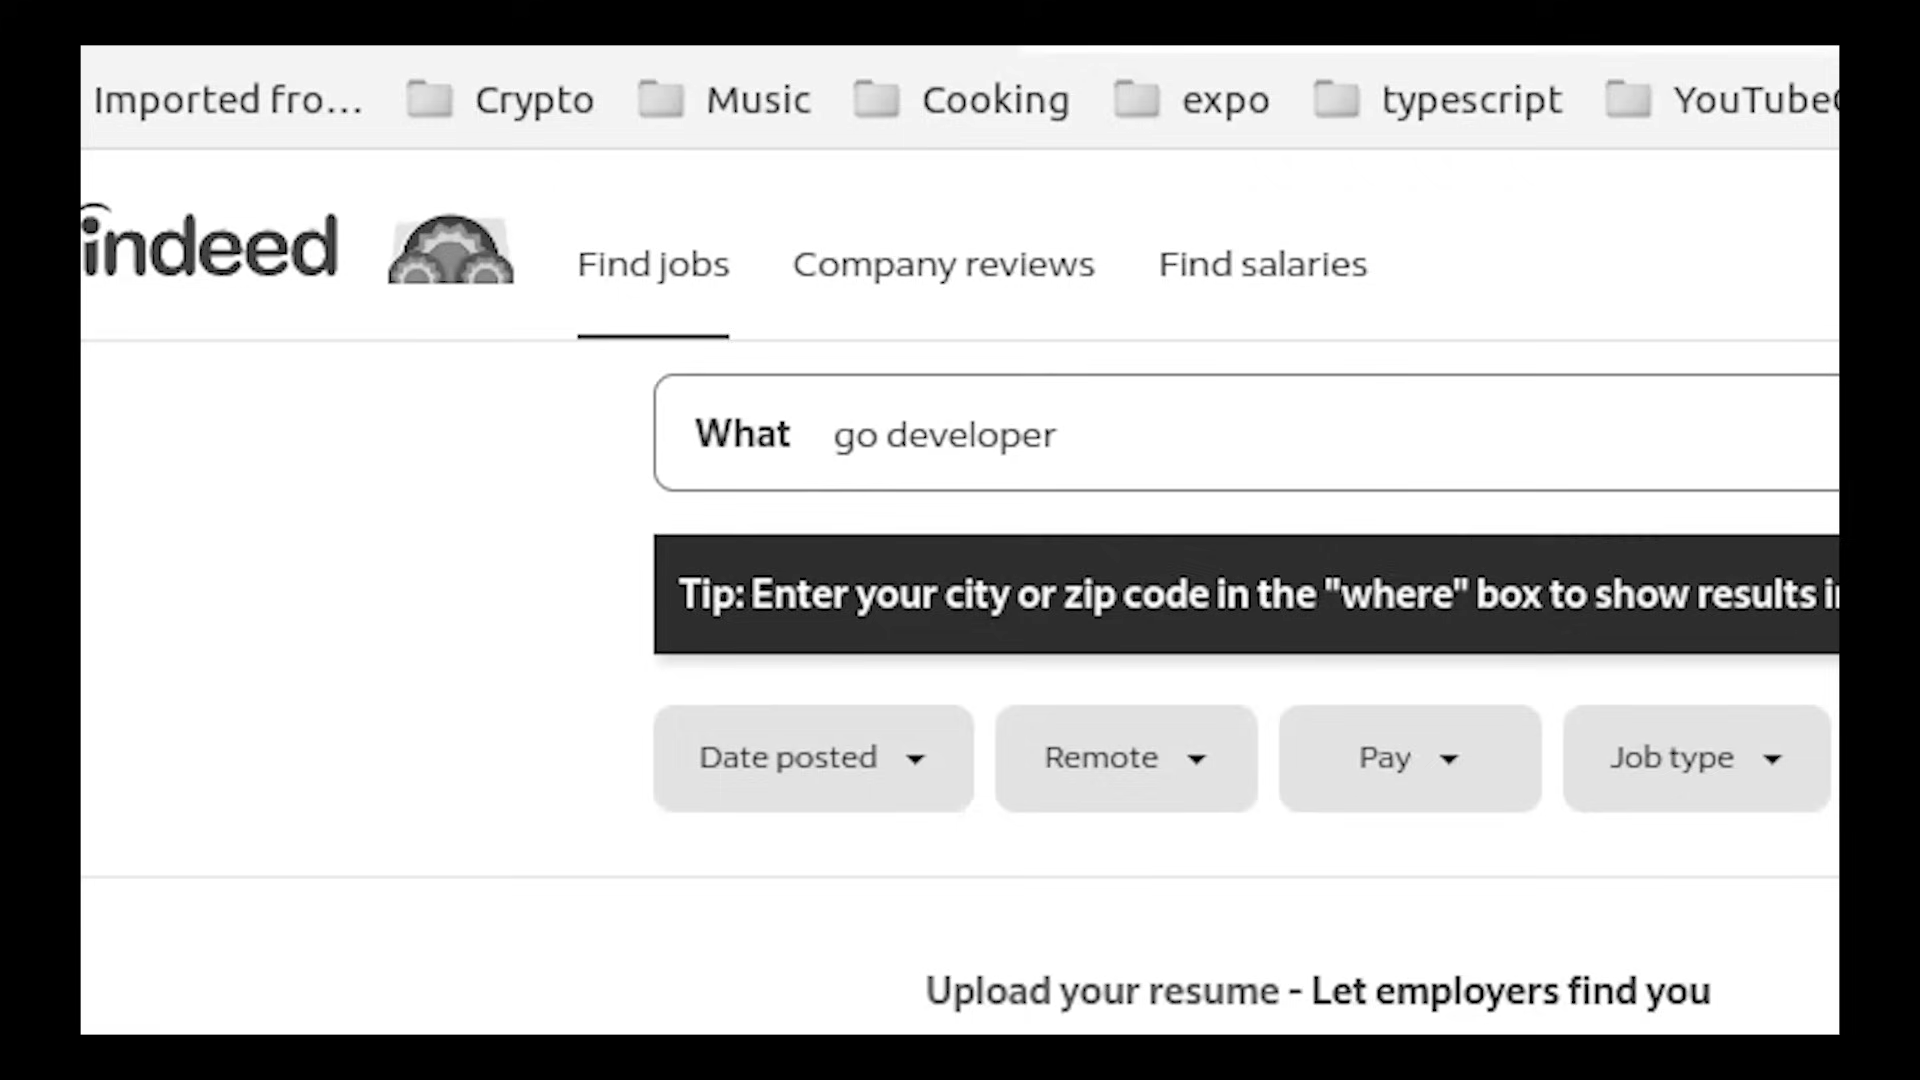 Imported fro... Crypto Music Cooking expo typescript YouTube
indeed Find jobs Company reviews Find salaries
What go developer
Tip: Enter your city or zip code in the "where" box to show results
Date posted Remote Pay Job type
Upload your resume - Let employers find you